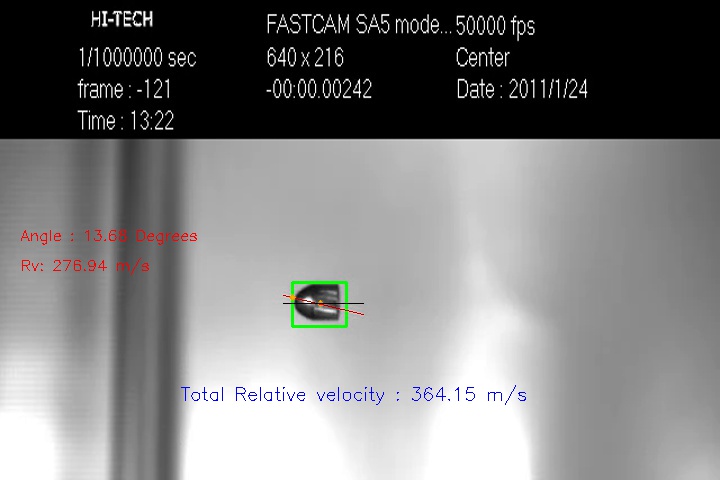 HI-TECH
FASTCAM SA5 mode... 50000 fps
1/1000000 sec 640 x 216 Center
frame : -121 -00:00.00242 Date : 2011/1/24
Time : 13:22
Angle : 13.68 Degrees
Rv: 276.94 m/s
Total Relative velocity : 364.15 m/s